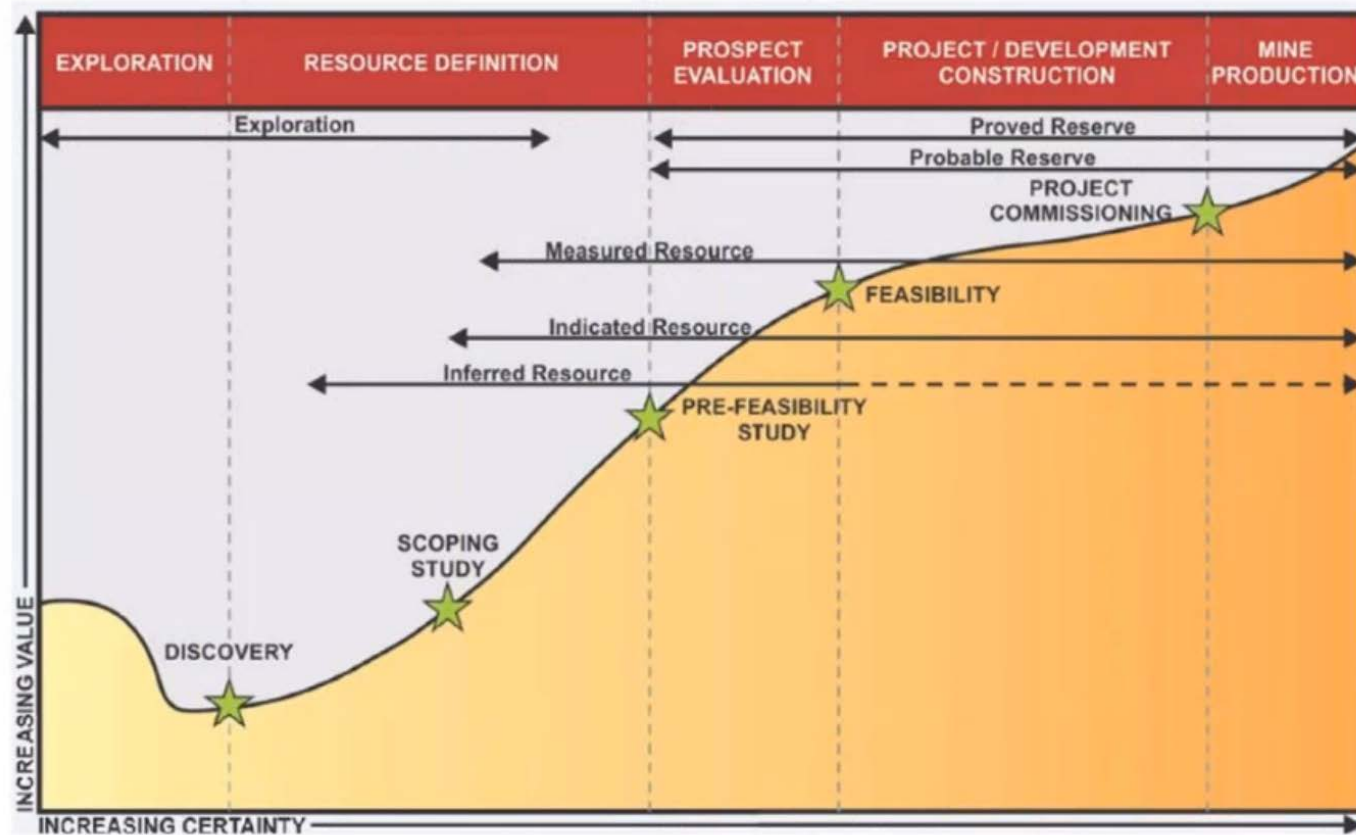 EXPLORATION
RESOURCE DEFINITION
PROSPECT
EVALUATION
PROJECT / DEVELOPMENT
CONSTRUCTION
MINE
PRODUCTION
Exploration
Proved Reserve
Probable Reserve
PROJECT
COMMISSIONING
Measured Resource
FEASIBILITY
Indicated Resource
Inferred Resource
PRE-FEASIBILITY
STUDY
SCOPING
STUDY
DISCOVERY
INCREASING VALUE
INCREASING CERTAINTY